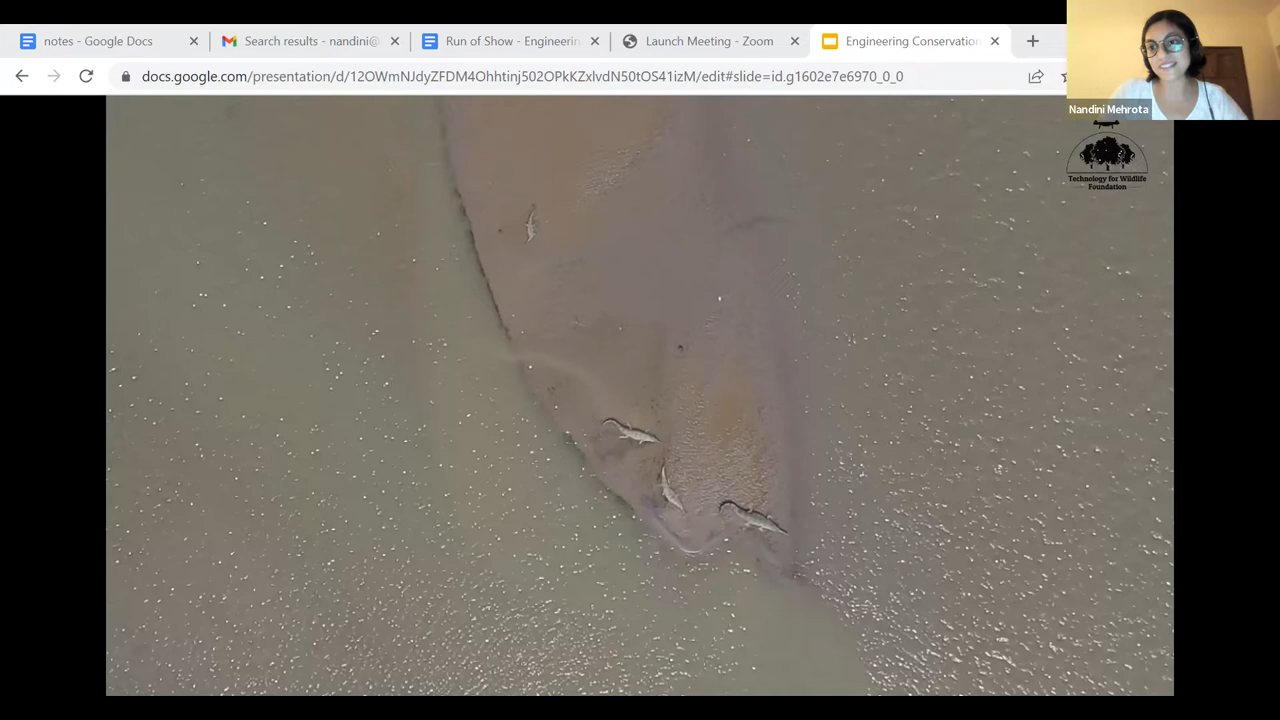 notes - Google Docs
Search results - nandini@
Run of Show - Engineerin
Launch Meeting - Zoom
Engineering Conservation
docs.google.com/presentation/d/12OWmNJdyZFDM4Ohhtinj502OPkKZxlvdN50tOS41izM/edit#slide=id.g1602e7e6970_0_0
Nandini Mehrota
Technology for Wildlife
Foundation